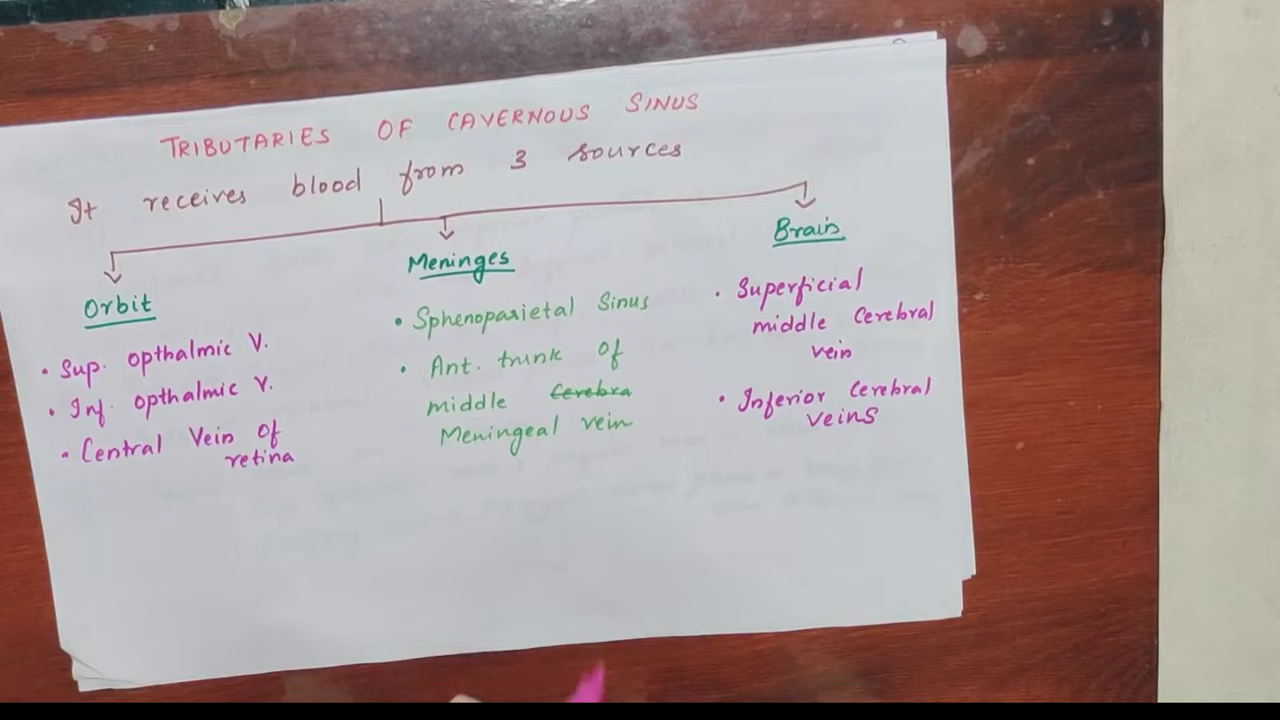 TRIBUTARIES OF CAVERNOUS SINUS
It receives blood from 3 sources
Orbit
• Sup. opthalmic V.
• Inf. opthalmic V.
• Central Vein of
retina
Meninges
• Sphenoparietal Sinus
• Ant. trunk Of
middle Cerebra
Meningeal vein
Brain
• Superficial
middle Cerebral
vein
• Inferior Cerebral
veins